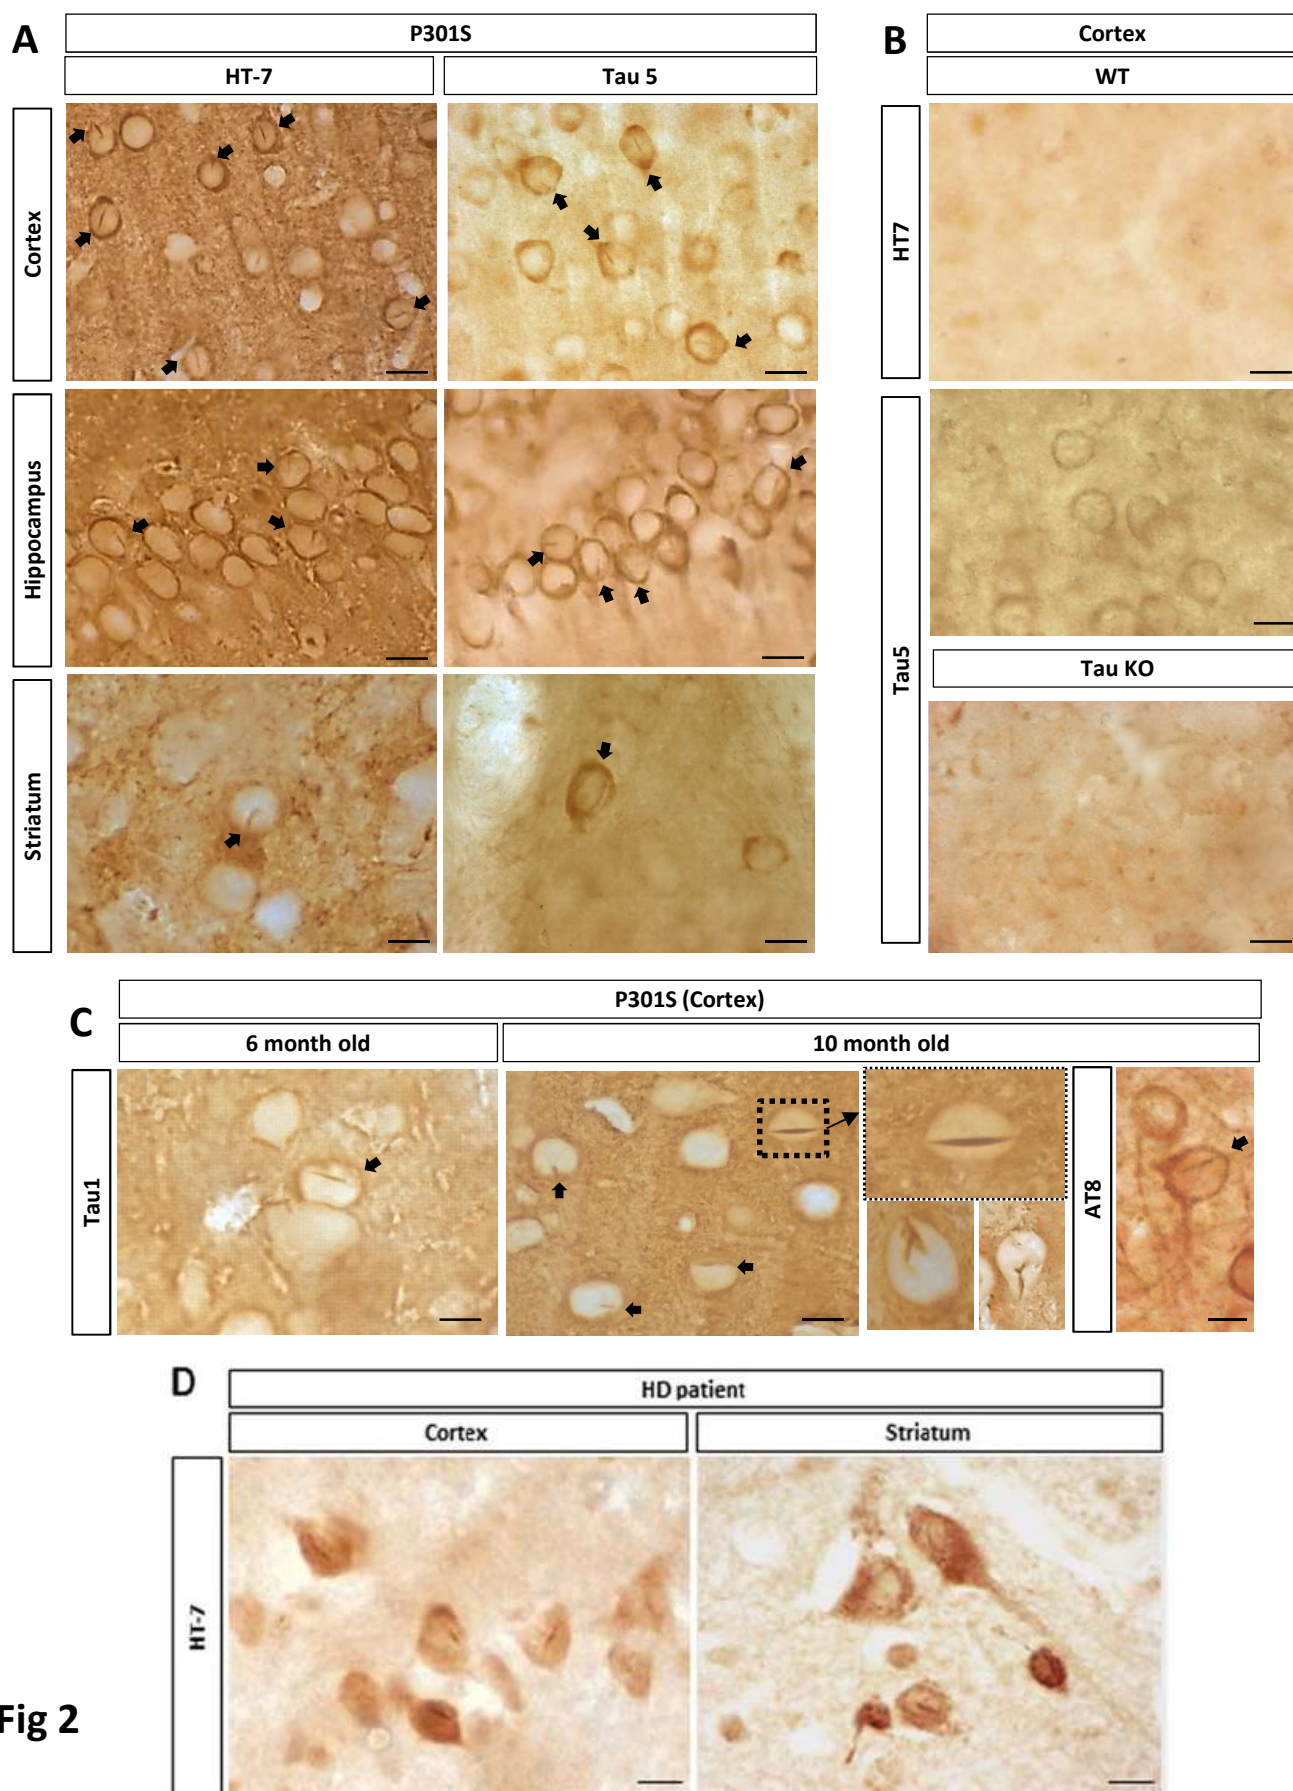 A
P301S
HT-7
Tau 5
Cortex
Hippocampus
Striatum
B
Cortex
WT
HT7
Tau5
Tau KO
C
P301S (Cortex)
6 month old
10 month old
Tau1
AT8
D
HD patient
Cortex
Striatum
HT-7
Fig 2